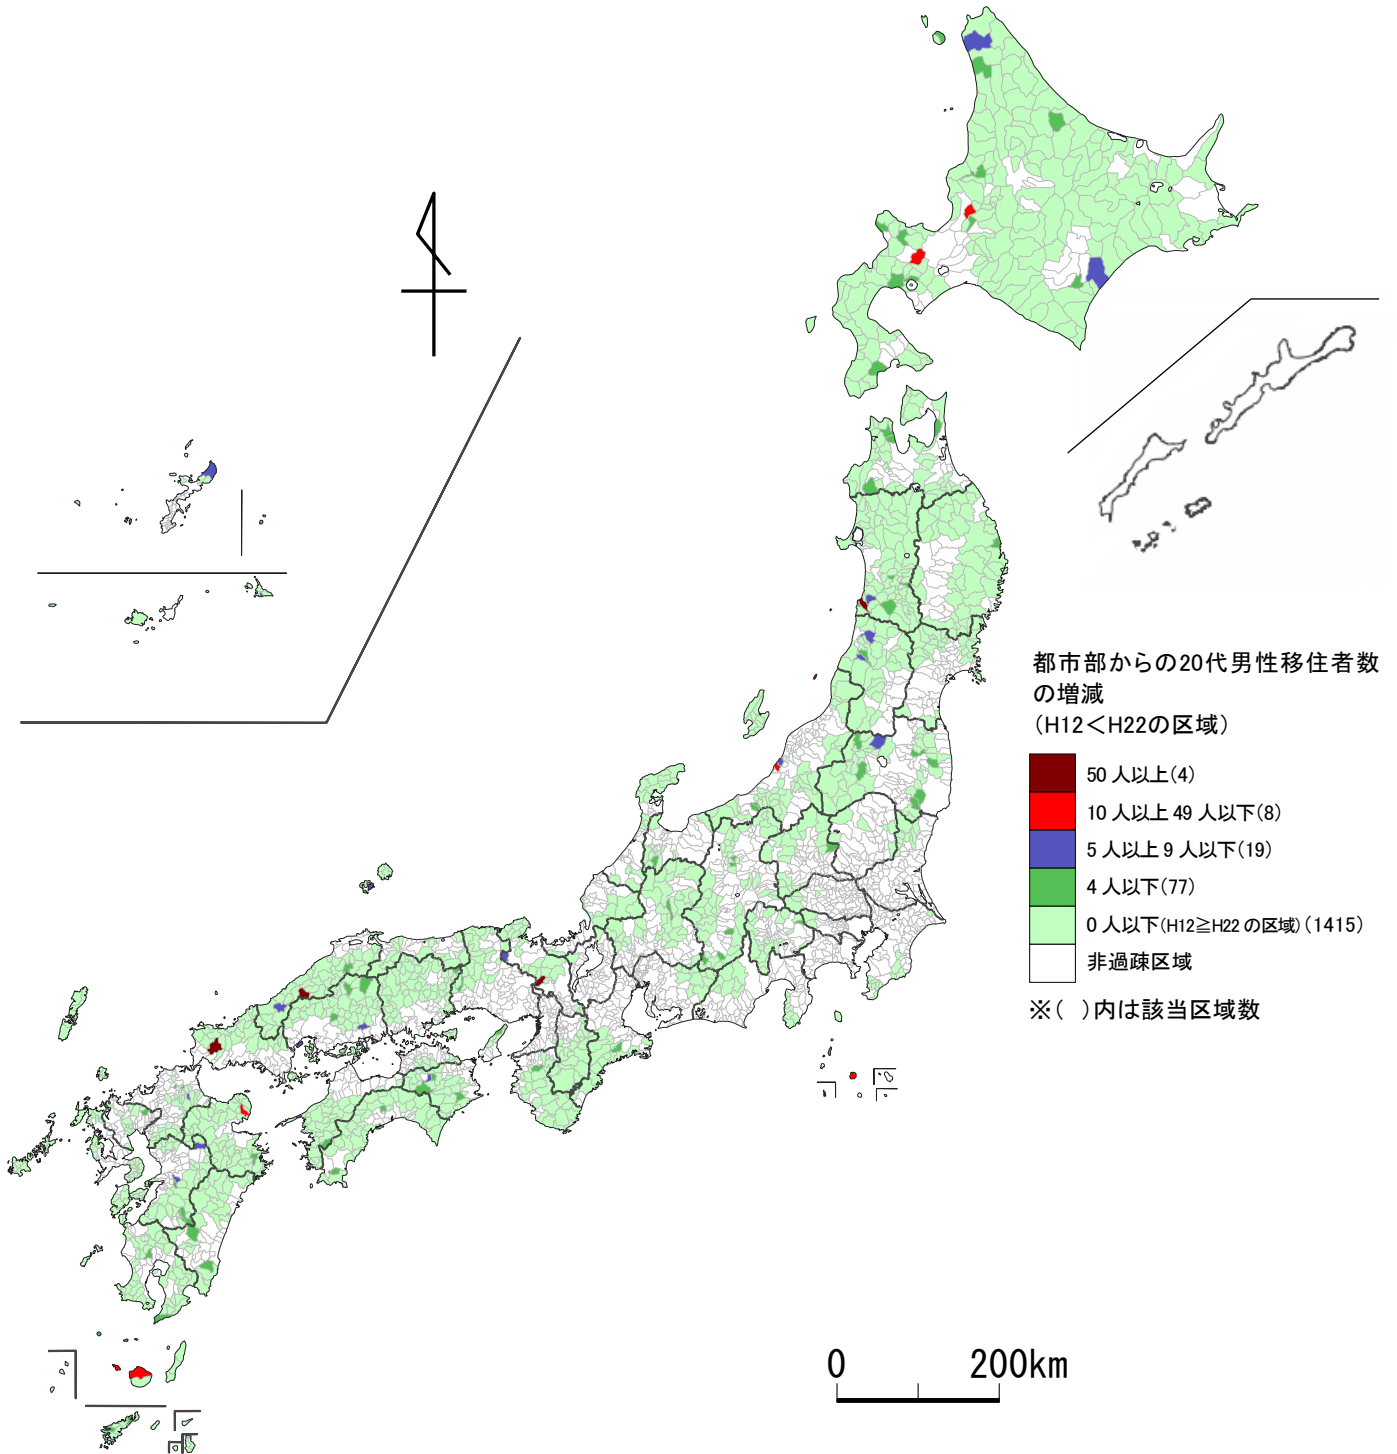 都市部からの20代男性移住者数
の増減
(H12＜H22の区域)
50 人以上(4)
10 人以上 49 人以下(8)
5 人以上 9 人以下(19)
4 人以下(77)
0 人以下(H12≧H22 の区域)(1415)
非過疎区域
※( )内は該当区域数
0 200km